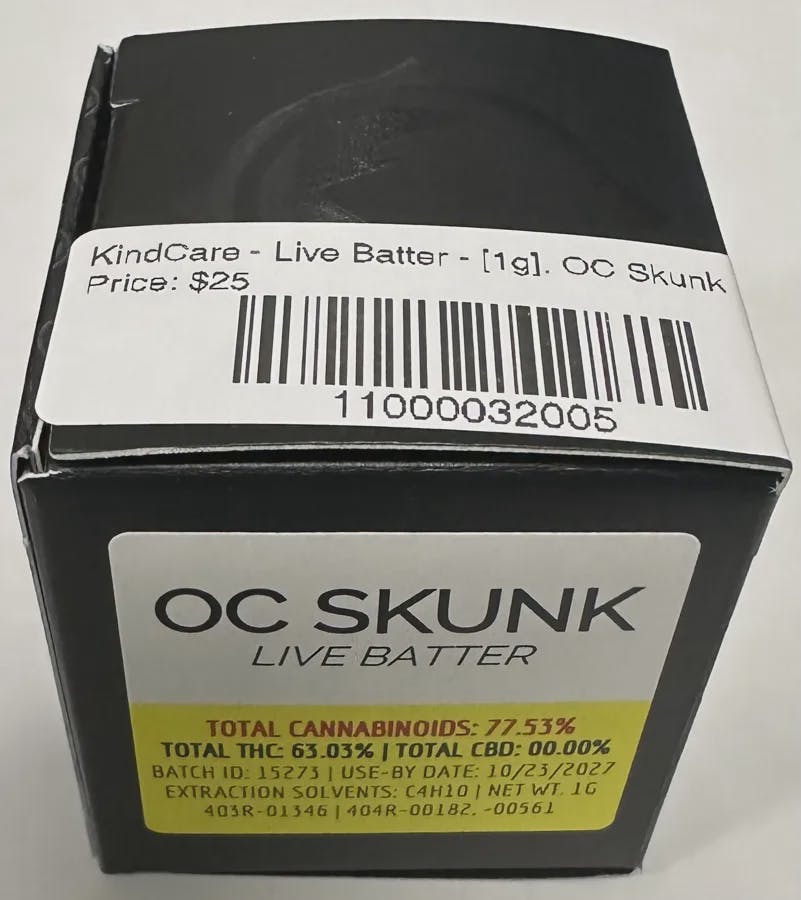 KindCare - Live Batter - [1g]. OC Skunk
Price: $25
11000032005
OC SKUNK
LIVE BATTER
TOTAL CANNABINOIDS: 77.53%
TOTAL THC: 63.03% | TOTAL CBD: 00.00%
BATCH ID: 15273 | USE-BY DATE: 10/23/2027
EXTRACTION SOLVENTS: C4H10 | NET WT. 1G
403R-01346 | 404R-00182, -00561